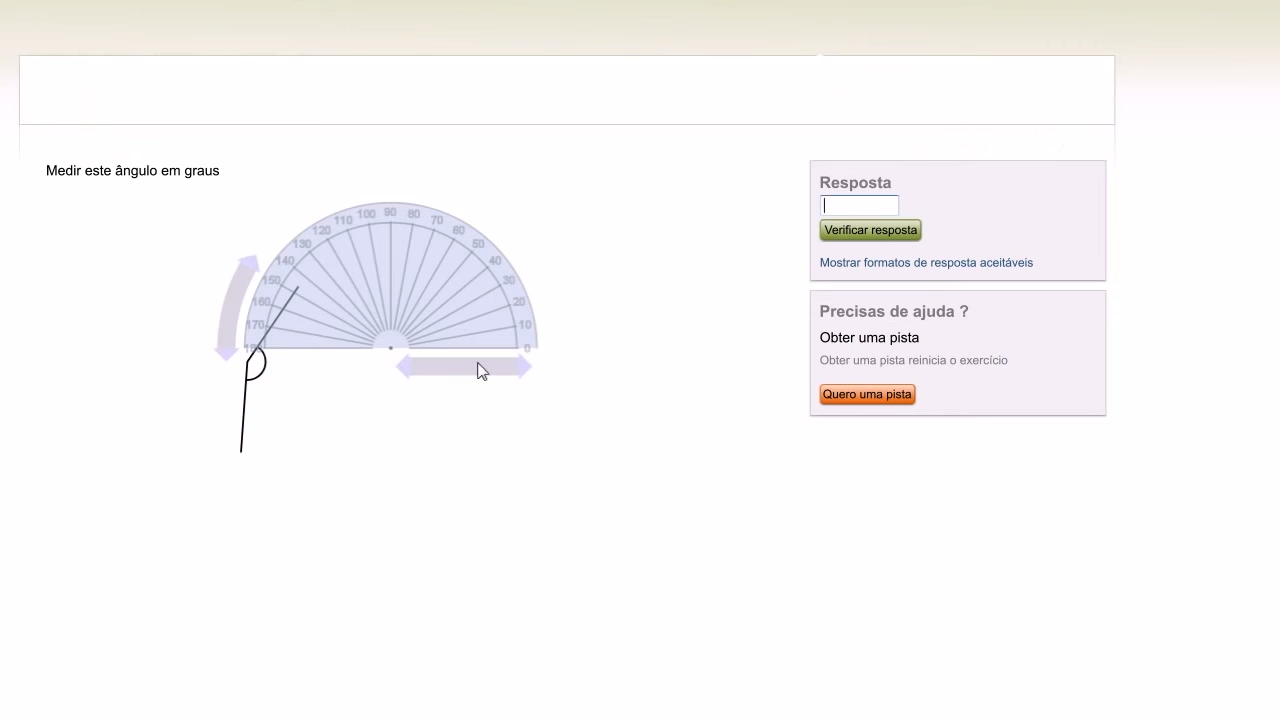 Medir este ângulo em graus
110 100 90 80 70
120 60
130 50
140 40
150 30
160 20
170 10
0
Resposta
Verificar resposta
Mostrar formatos de resposta aceitáveis
Precisas de ajuda ?
Obter uma pista
Obter uma pista reinicia o exercício
Quero uma pista